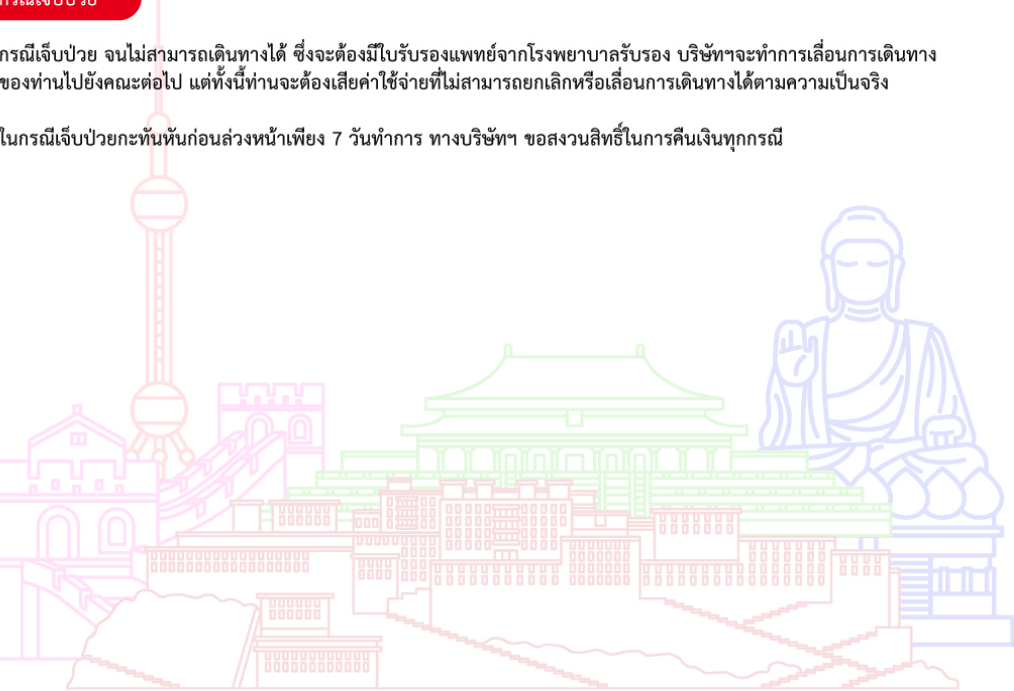 กรณีเจ็บป่วย
กรณีเจ็บป่วย จนไม่สามารถเดินทางได้ ซึ่งจะต้องมีใบรับรองแพทย์จากโรงพยาบาลรับรอง บริษัทฯจะทำการเลื่อนการเดินทาง
ของท่านไปยังคณะต่อไป แต่ทั้งนี้ท่านจะต้องเสียค่าใช้จ่ายที่ไม่สามารถยกเลิกหรือเลื่อนการเดินทางได้ตามความเป็นจริง
ในกรณีเจ็บป่วยกะทันหันก่อนล่วงหน้าเพียง 7 วันทำการ ทางบริษัทฯ ขอสงวนสิทธิ์ในการคืนเงินทุกกรณี